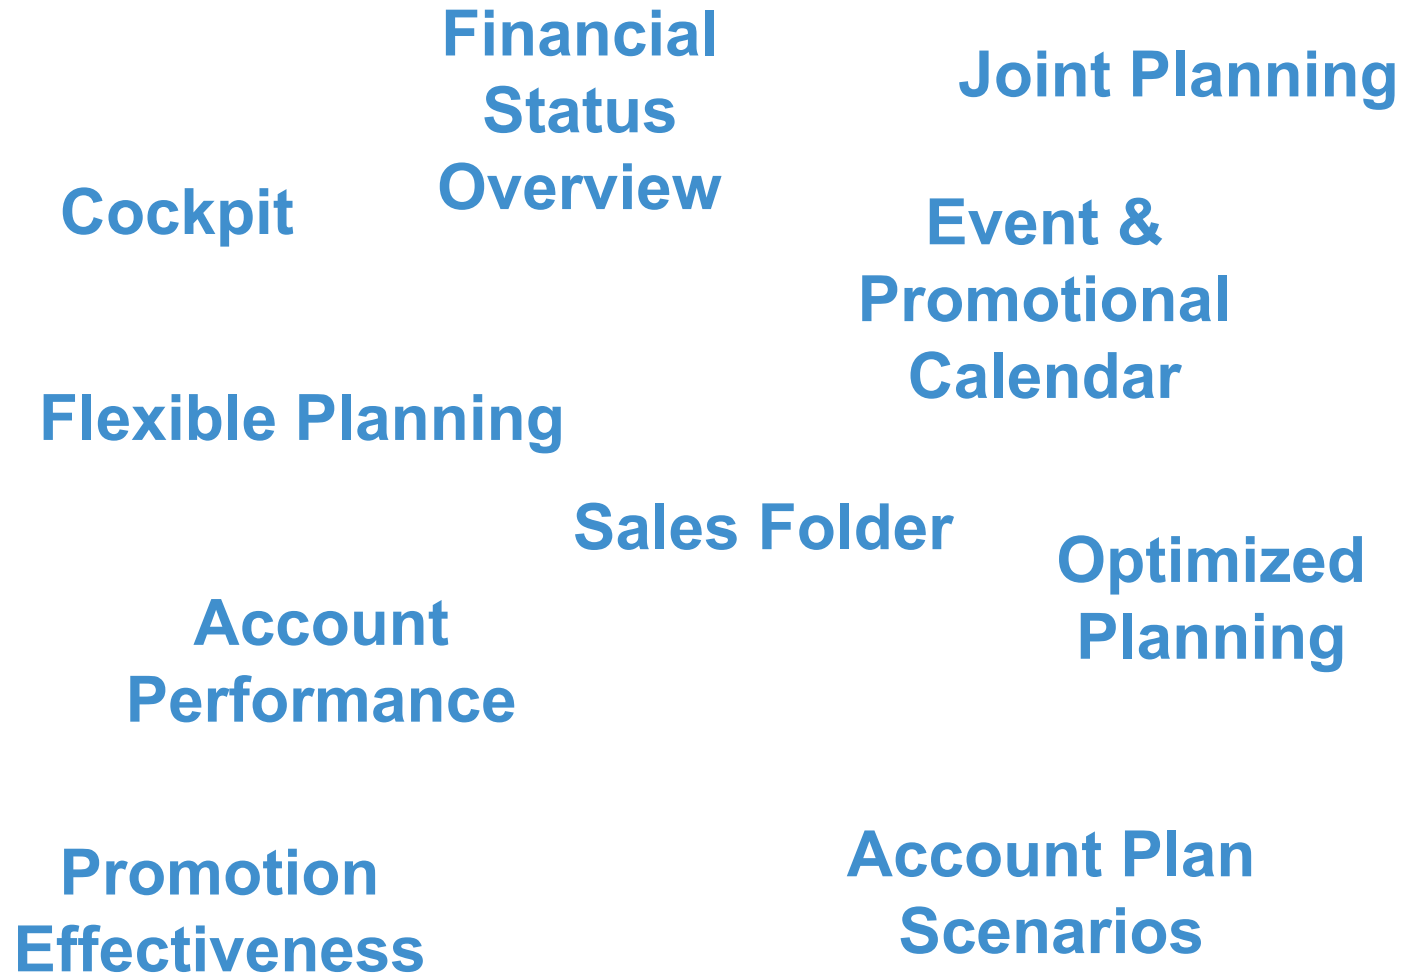 Financial
Status
Overview
Joint Planning
Cockpit
Event &
Promotional
Calendar
Flexible Planning
Sales Folder
Optimized
Planning
Account
Performance
Account Plan
Scenarios
Promotion
Effectiveness